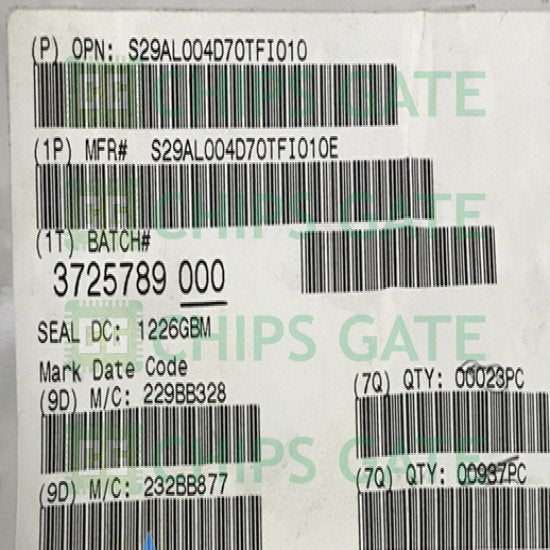 (P) OPN: S29AL004D70TFI010
CHIPS GATE
(1P) MFR# S29AL004D70TFI010E
CHIPS GATE
(1T) BATCH#
3725789 000
SEAL DC: 1226GBM
CHIPS GATE
Mark Date Code
(9D) M/C: 229BB328
(7Q) QTY: 00023PC
CHIPS GATE
(9D) M/C: 232BB877
(7Q) QTY: 00937PC